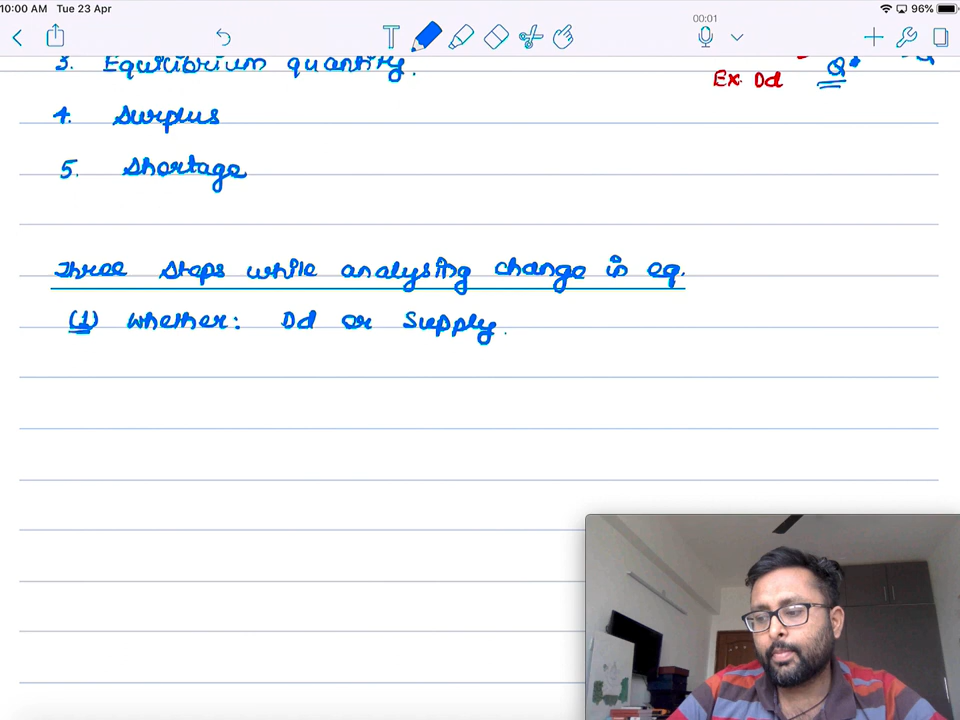 10:00 AM Tue 23 Apr
96%
00:01
T
3. Equilibrium quantity.
Ex. Dd Q*
4. Surplus
5. Shortage
Three steps while analysing change in eq.
(1) Whether: Dd or Supply.